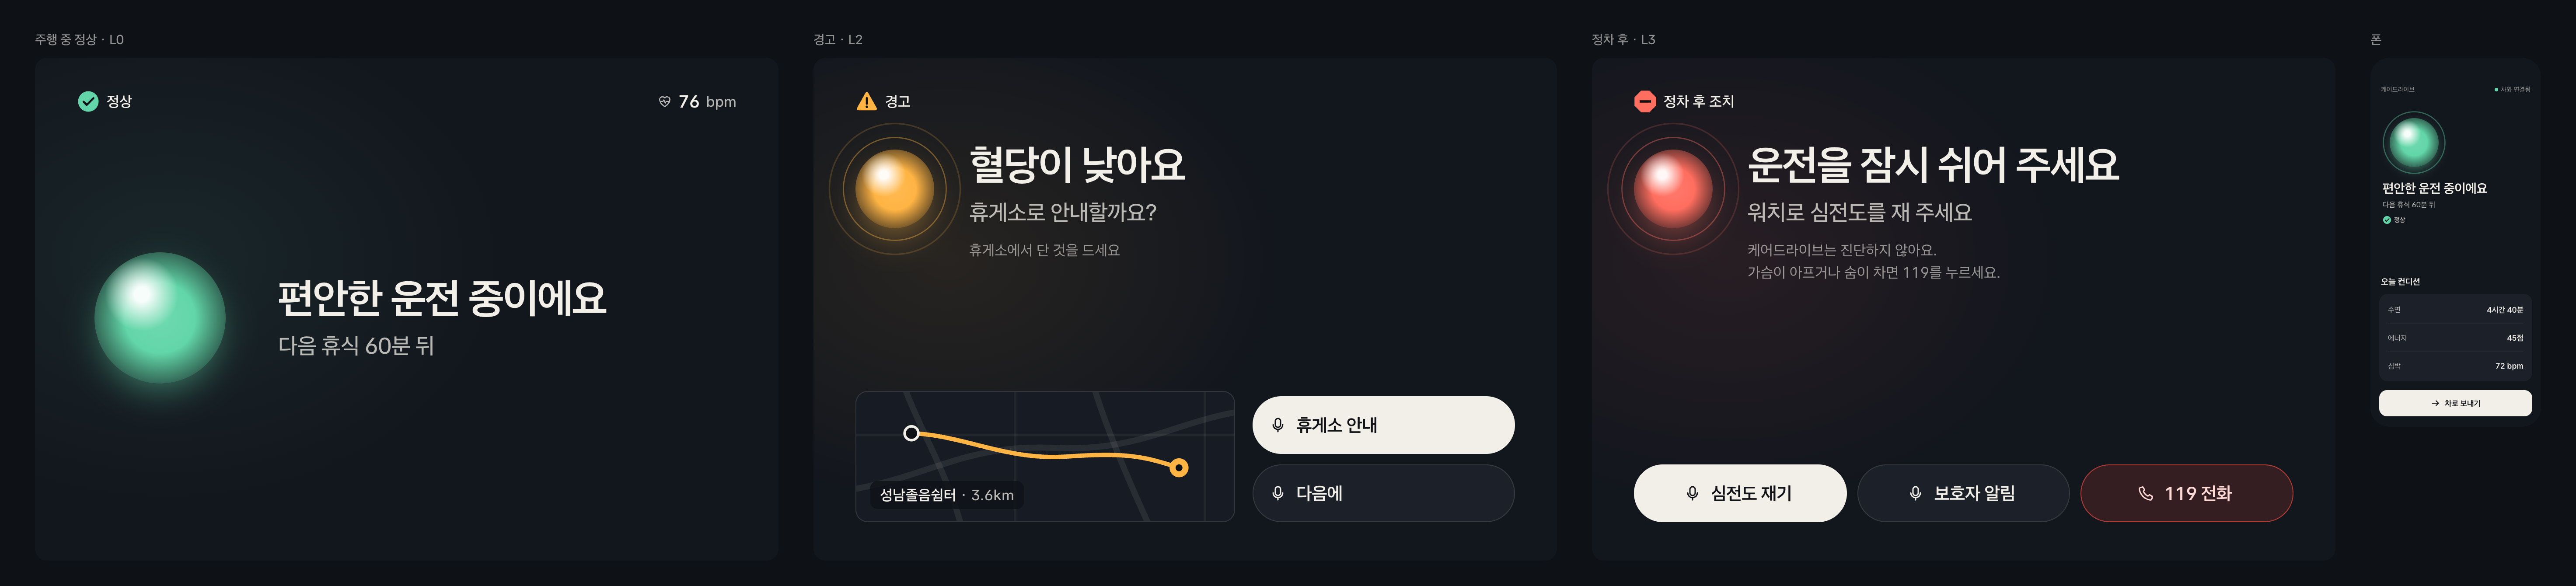 주행 중 정상 · L0
정상
76 bpm
편안한 운전 중이에요
다음 휴식 60분 뒤
경고 · L2
경고
혈당이 낮아요
휴게소로 안내할까요?
휴게소에서 단 것을 드세요
성남졸음쉼터 · 3.6km
휴게소 안내
다음에
정차 후 · L3
정차 후 조치
운전을 잠시 쉬어 주세요
워치로 심전도를 재 주세요
케어드라이브는 진단하지 않아요.
가슴이 아프거나 숨이 차면 119를 누르세요.
심전도 재기
보호자 알림
119 전화
폰
케어드라이브
차와 연결됨
편안한 운전 중이에요
다음 휴식 60분 뒤
정상
오늘 컨디션
수면 4시간 40분
에너지 45점
심박 72 bpm
차로 보내기